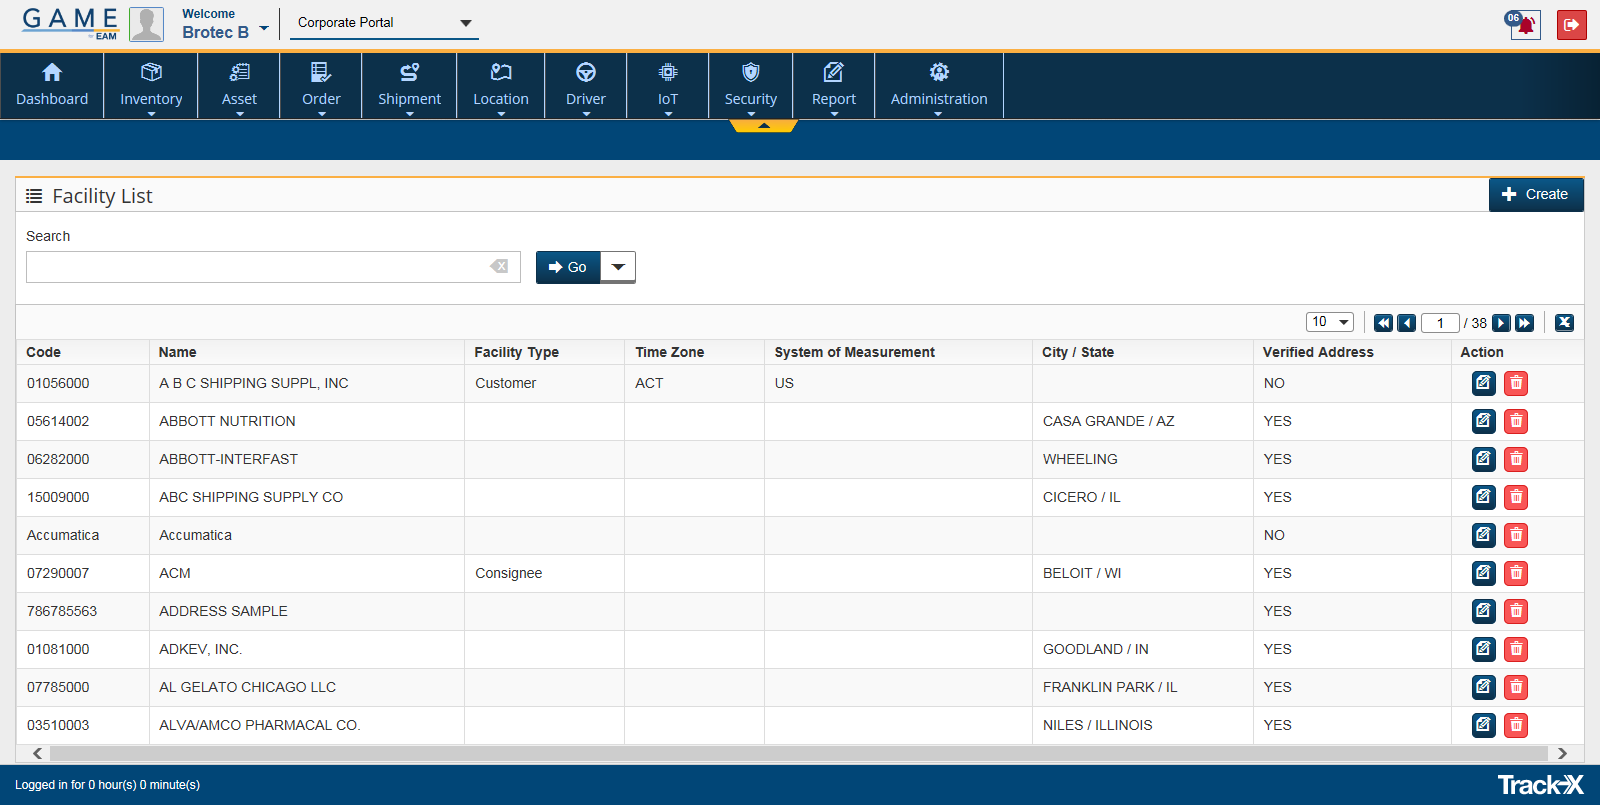 GAME
EAM
Welcome
Brotec B
Corporate Portal
06
Dashboard
Inventory
Asset
Order
Shipment
Location
Driver
IoT
Security
Report
Administration
Facility List
Create
Search
Go
10
1 / 38
Code Name Facility Type Time Zone System of Measurement City / State Verified Address Action
01056000 A B C SHIPPING SUPPL, INC Customer ACT US NO
05614002 ABBOTT NUTRITION CASA GRANDE / AZ YES
06282000 ABBOTT-INTERFAST WHEELING YES
15009000 ABC SHIPPING SUPPLY CO CICERO / IL YES
Accumatica Accumatica NO
07290007 ACM Consignee BELOIT / WI YES
786785563 ADDRESS SAMPLE YES
01081000 ADKEV, INC. GOODLAND / IN YES
07785000 AL GELATO CHICAGO LLC FRANKLIN PARK / IL YES
03510003 ALVA/AMCO PHARMACAL CO. NILES / ILLINOIS YES
Logged in for 0 hour(s) 0 minute(s)
Track-X